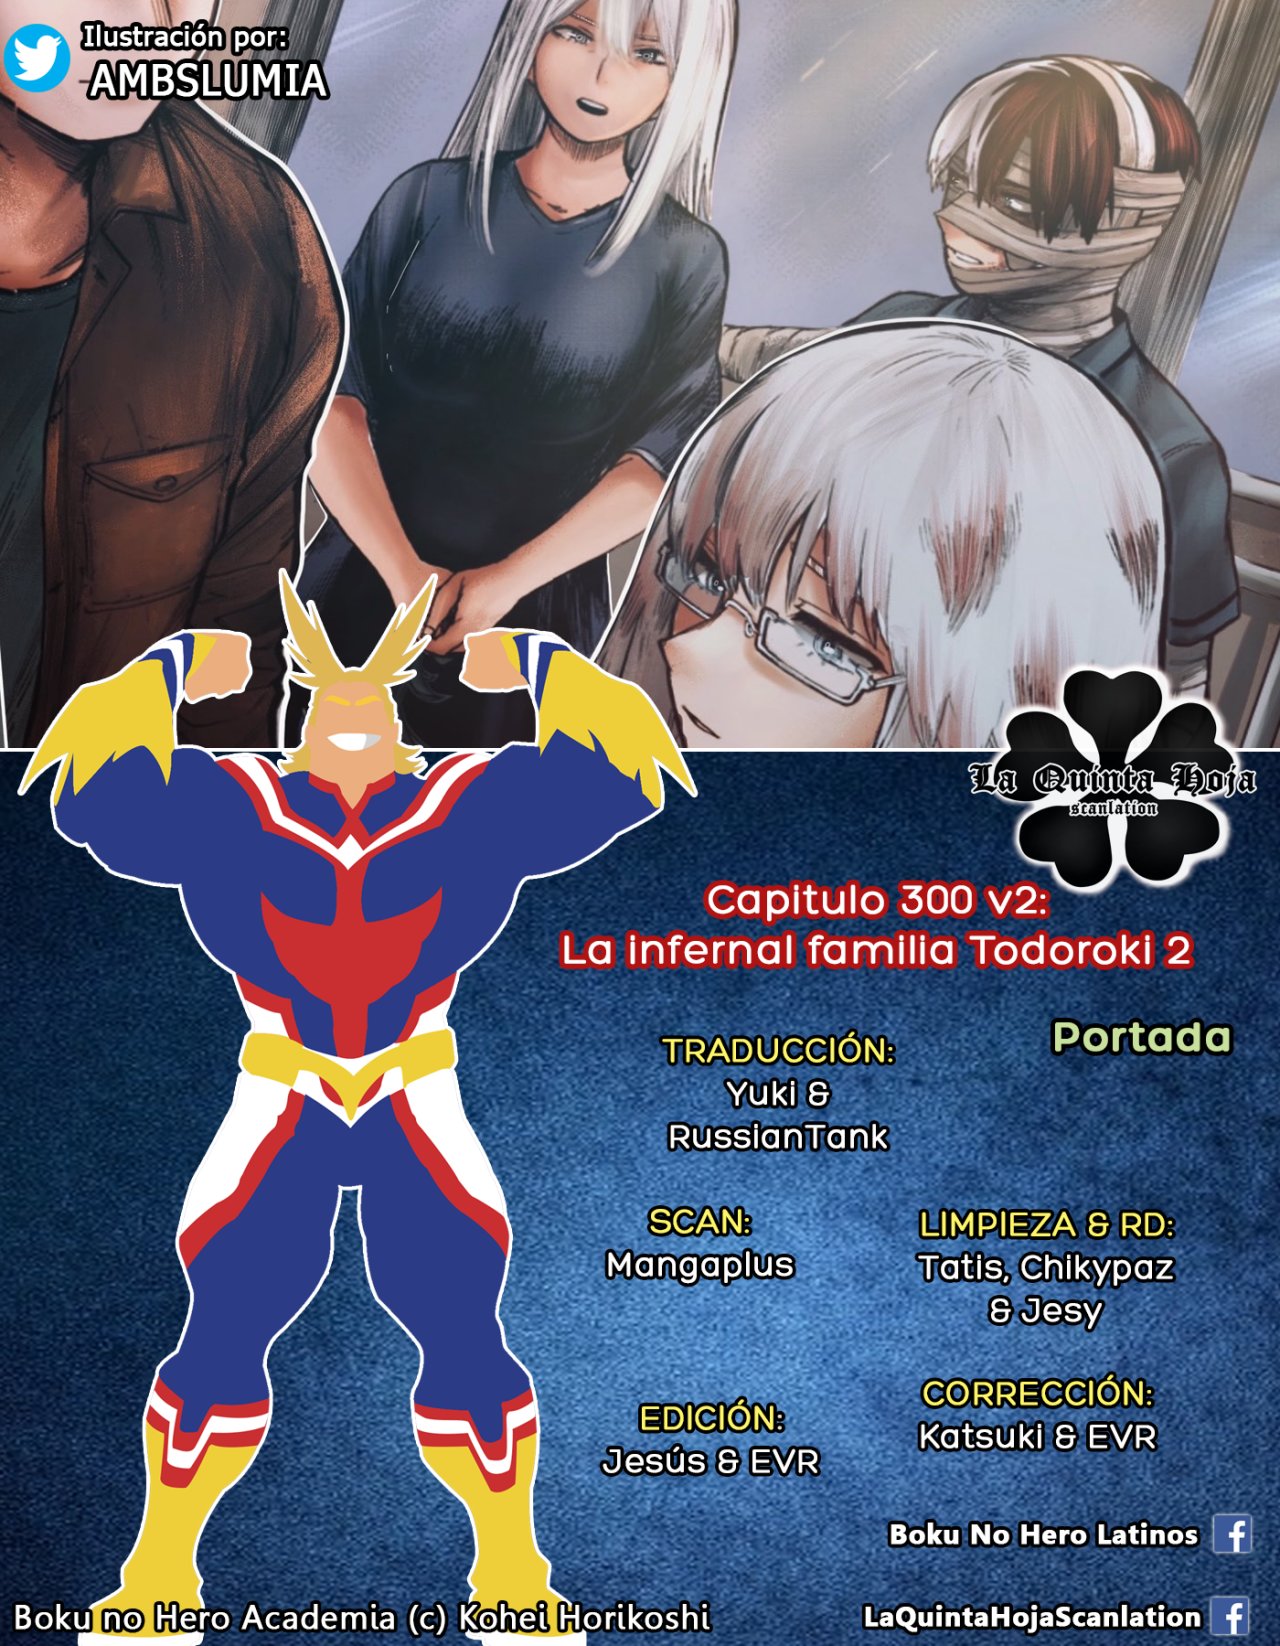 Ilustración por:
AMBSLUMIA
La Quinta Hoja
scanlation
Capitulo 300 v2:
La infernal familia Todoroki 2
Portada
TRADUCCIÓN:
Yuki &
RussianTank
SCAN:
Mangaplus
LIMPIEZA & RD:
Tatis, Chikypaz
& Jesy
EDICIÓN:
Jesús & EVR
CORRECCIÓN:
Katsuki & EVR
Boku No Hero Latinos
LaQuintaHojaScanlation
Boku no Hero Academia (c) Kohei Horikoshi